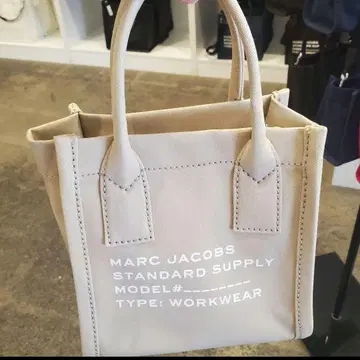 MARC JACOBS
STANDARD SUPPLY
MODEL#________
TYPE: WORKWEAR